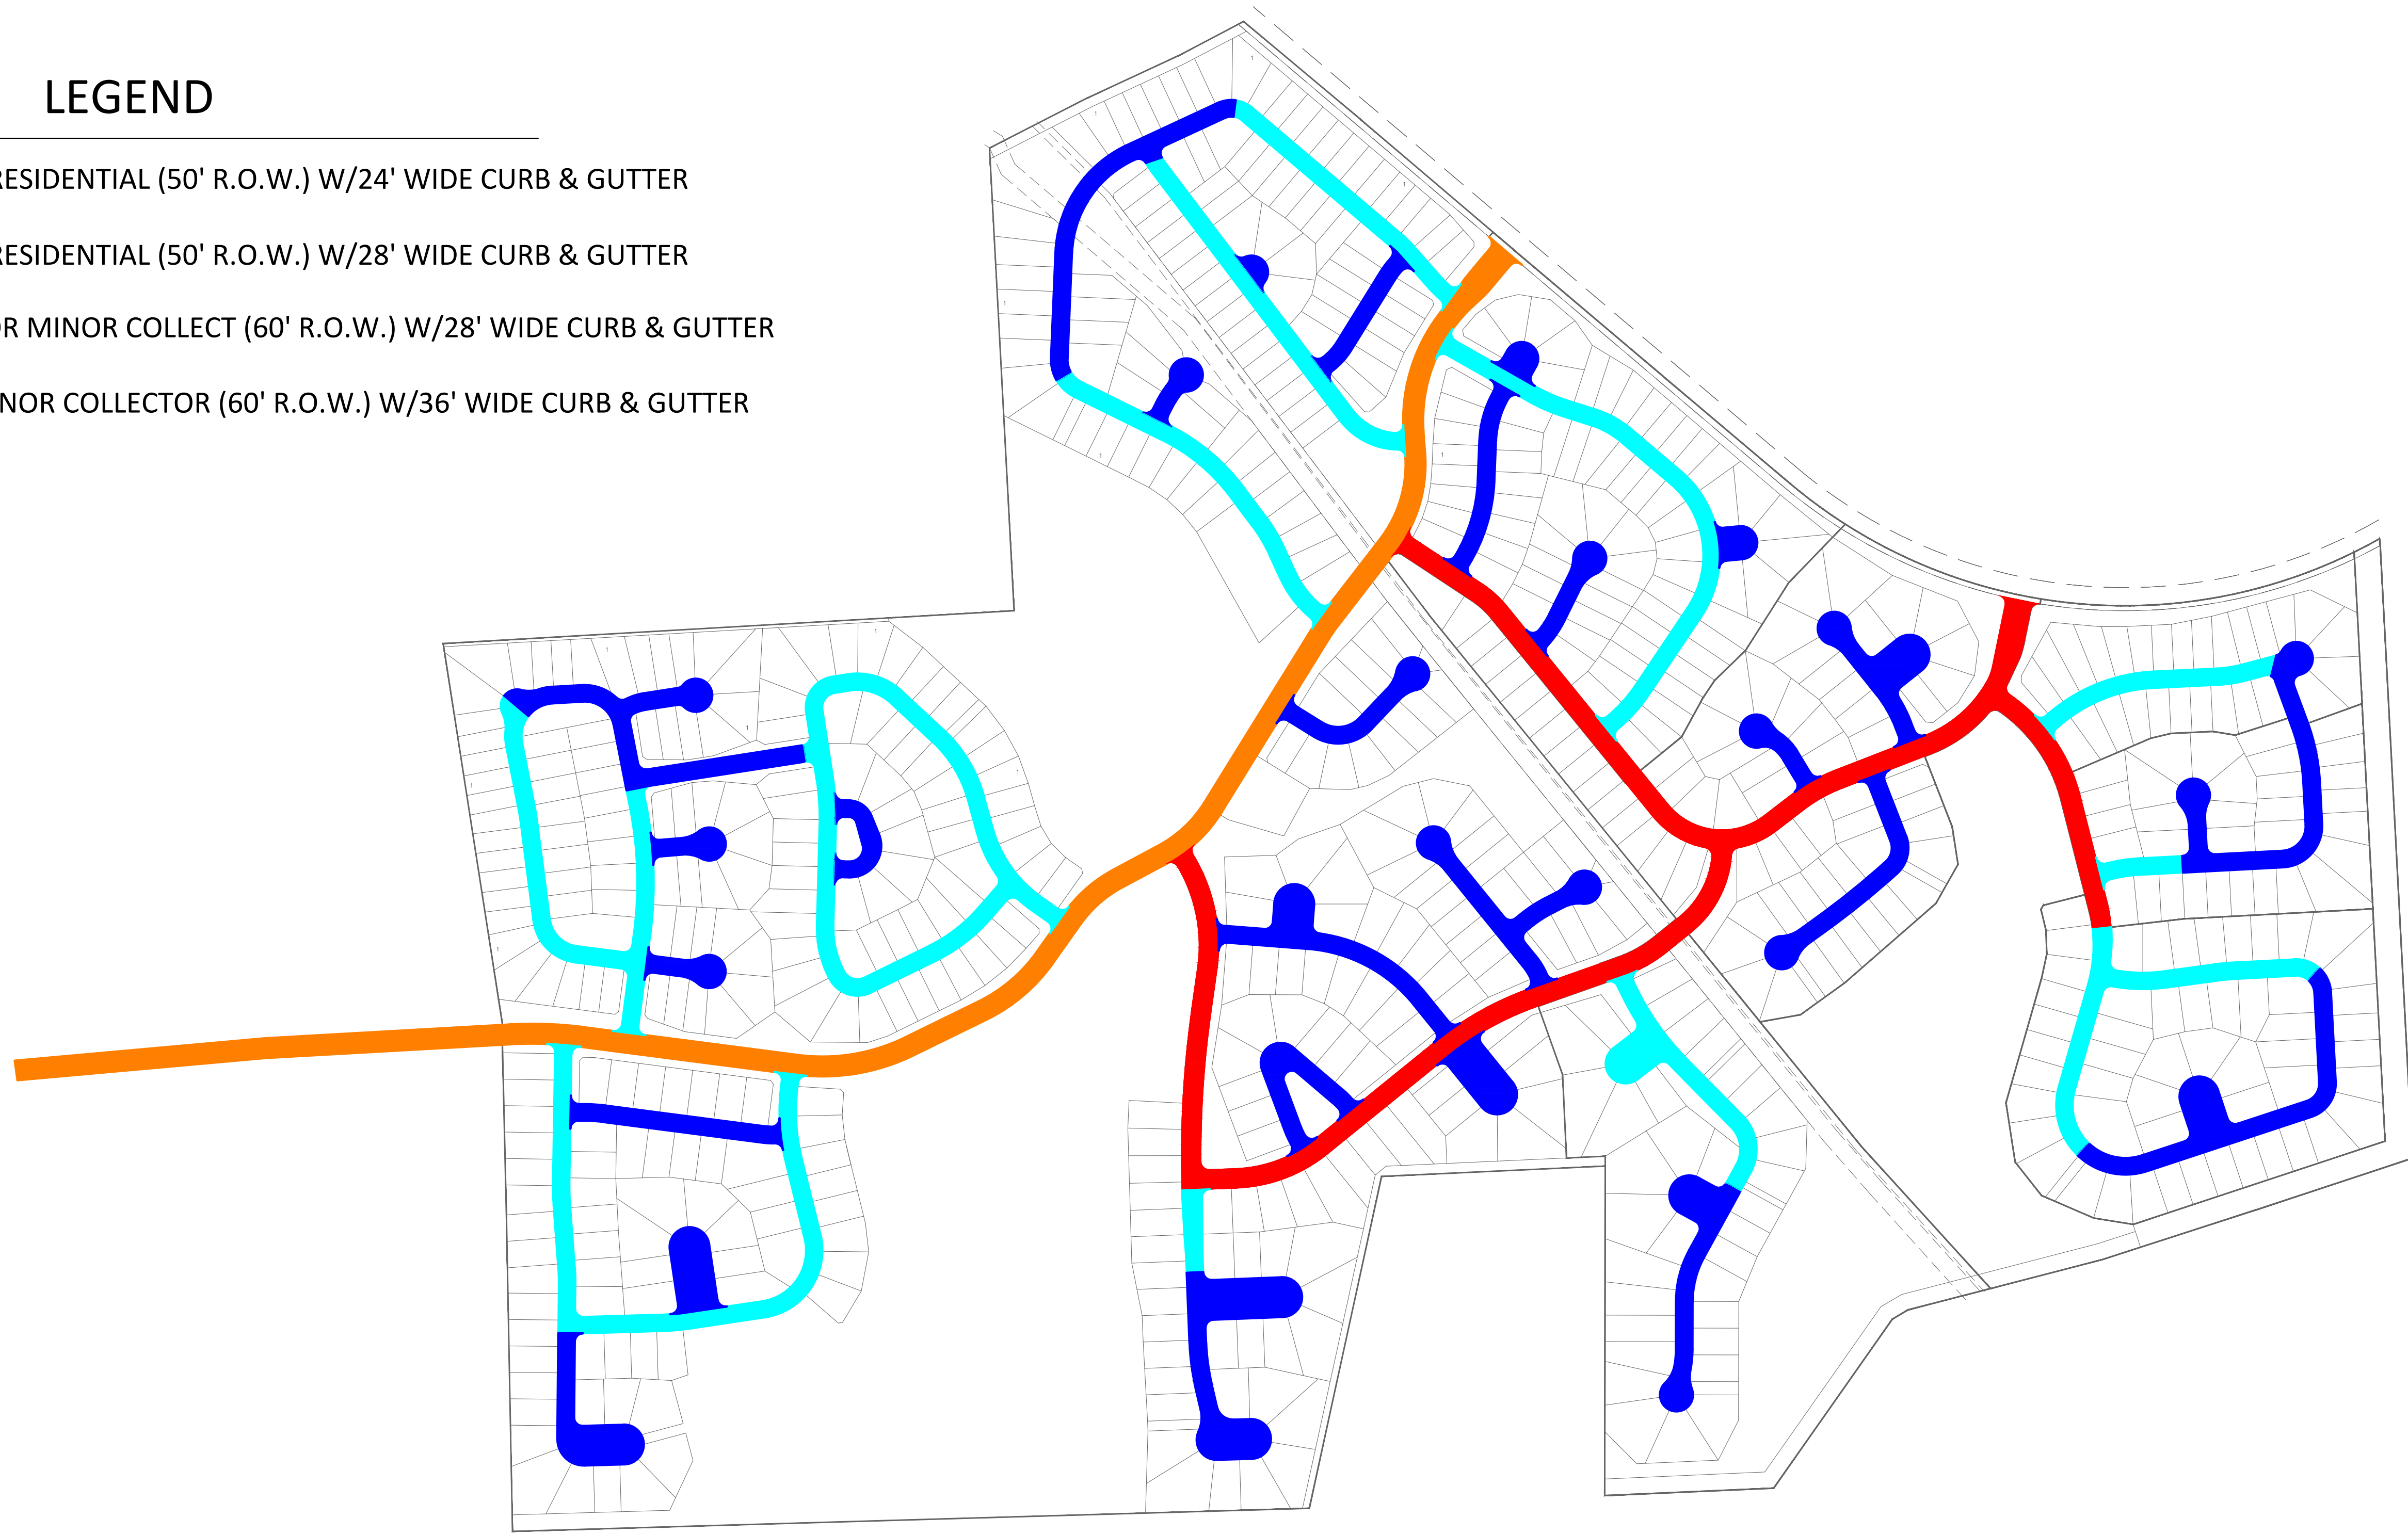 LEGEND
RESIDENTIAL (50' R.O.W.) W/24' WIDE CURB & GUTTER
RESIDENTIAL (50' R.O.W.) W/28' WIDE CURB & GUTTER
OR MINOR COLLECT (60' R.O.W.) W/28' WIDE CURB & GUTTER
NOR COLLECTOR (60' R.O.W.) W/36' WIDE CURB & GUTTER